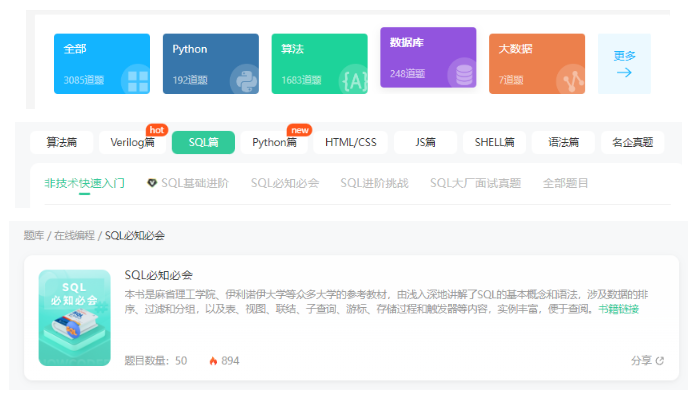 全部
3085道题
Python
192道题
算法
1683道题
{A}
数据库
248道题
大数据
7道题
更多
算法篇
Verilog篇
hot
SQL篇
Python篇
new
HTML/CSS
JS篇
SHELL篇
语法篇
名企真题
非技术快速入门
SQL基础进阶
SQL必知必会
SQL进阶挑战
SQL大厂面试真题
全部题目
题库 / 在线编程 / SQL必知必会
SQL
必知必会
SQL必知必会
本书是麻省理工学院、伊利诺伊大学等众多大学的参考教材，由浅入深地讲解了SQL的基本概念和语法，涉及数据的排
序、过滤和分组，以及表、视图、联结、子查询、游标、存储过程和触发器等内容，实例丰富，便于查阅。书籍链接
题目数量：50
894
分享